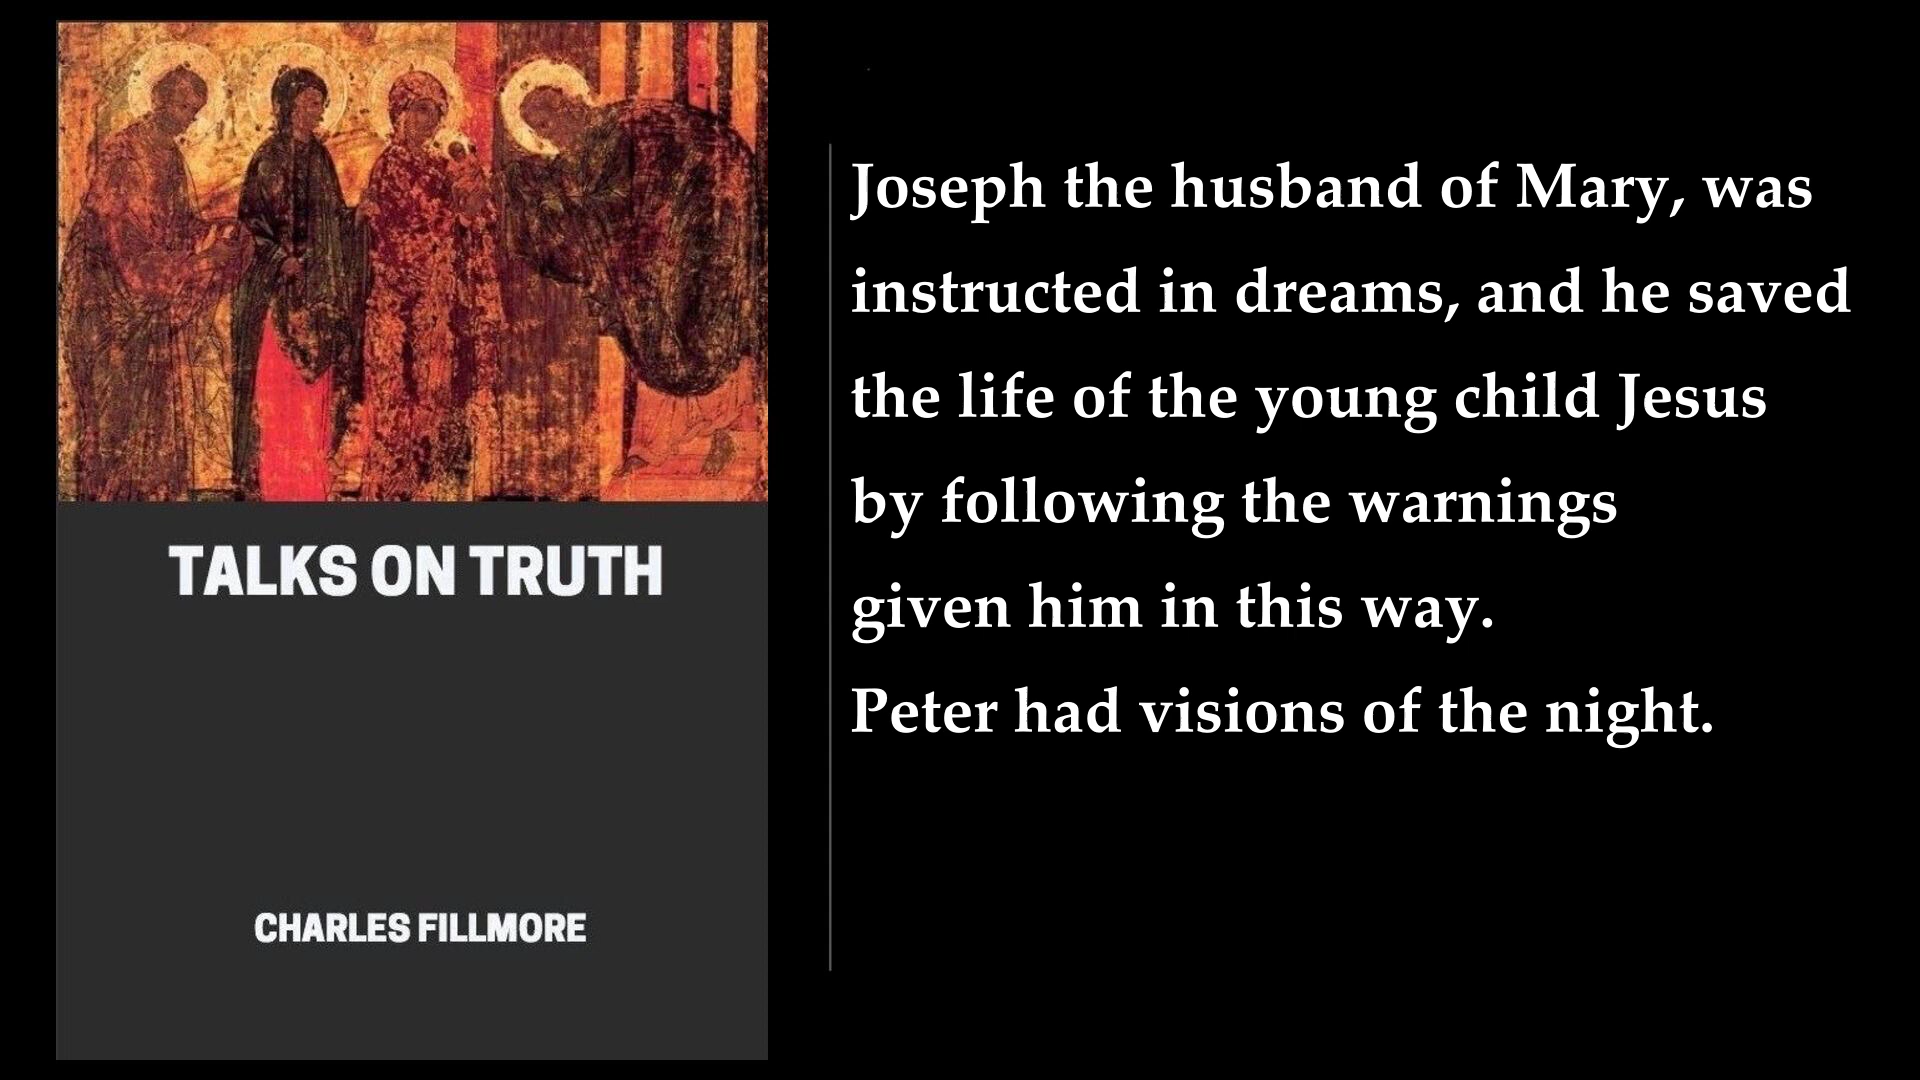 TALKS ON TRUTH
CHARLES FILLMORE
Joseph the husband of Mary, was
instructed in dreams, and he saved
the life of the young child Jesus
by following the warnings
given him in this way.
Peter had visions of the night.